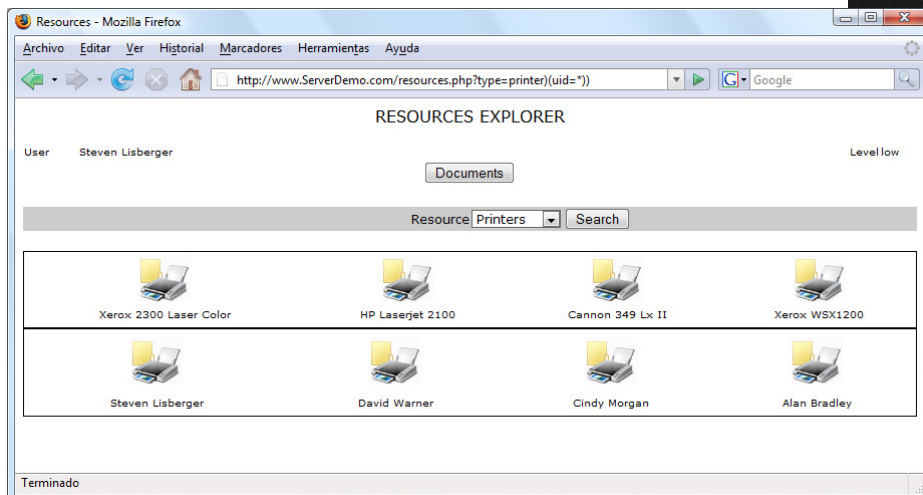 Resources - Mozilla Firefox
Archivo Editar Ver Historial Marcadores Herramientas Ayuda
http://www.ServerDemo.com/resources.php?type=printer)(uid=*)) G Google
RESOURCES EXPLORER
User Steven Lisberger Level low
Documents
Resource Printers Search
Xerox 2300 Laser Color HP Laserjet 2100 Cannon 349 Lx II Xerox WSX1200
Steven Lisberger David Warner Cindy Morgan Alan Bradley
Terminado